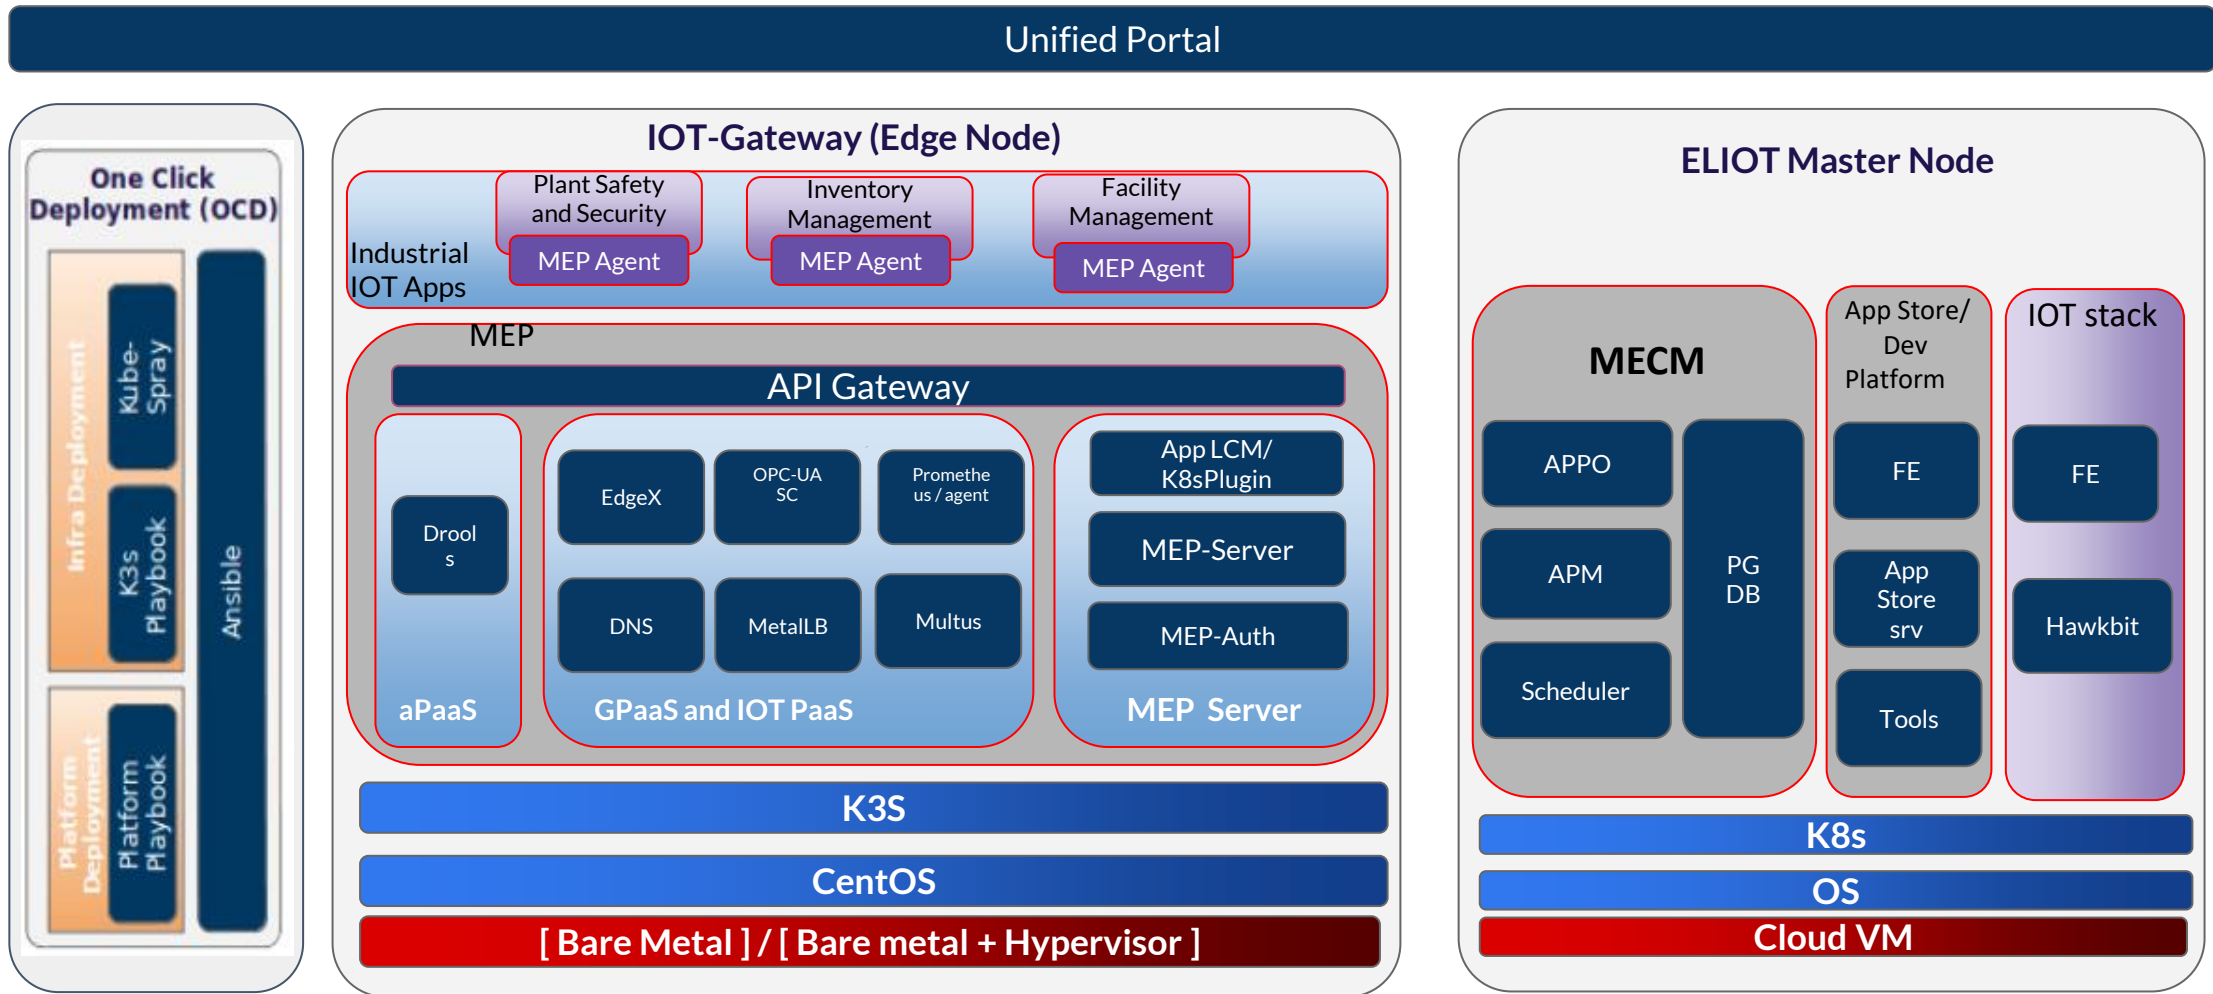 Unified Portal
One Click
Deployment (OCD)
Infra Deployment
Kube-
Spray
K3s
Playbook
Platform
Deployment
Platform
Playbook
Ansible
IOT-Gateway (Edge Node)
Industrial
IOT Apps
Plant Safety
and Security
MEP Agent
Inventory
Management
MEP Agent
Facility
Management
MEP Agent
MEP
API Gateway
Drool
s
aPaaS
EdgeX
OPC-UA
SC
Promethe
us / agent
DNS
MetalLB
Multus
GPaaS and IOT PaaS
App LCM/
K8sPlugin
MEP-Server
MEP-Auth
MEP Server
K3S
CentOS
[ Bare Metal ] / [ Bare metal + Hypervisor ]
ELIOT Master Node
MECM
APPO
APM
Scheduler
PG
DB
App Store/
Dev
Platform
FE
App
Store
srv
Tools
IOT stack
FE
Hawkbit
K8s
OS
Cloud VM